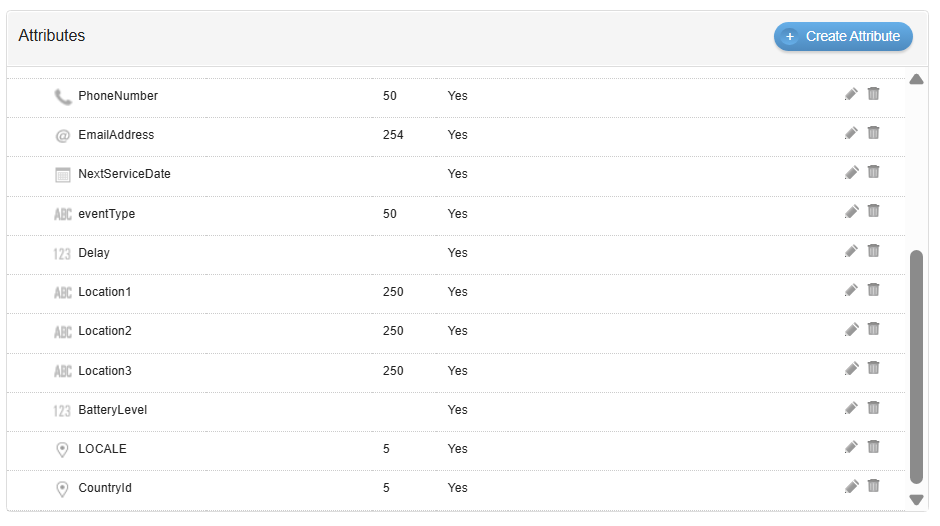 Attributes
+ Create Attribute
PhoneNumber 50 Yes
@ EmailAddress 254 Yes
NextServiceDate Yes
ABC eventType 50 Yes
123 Delay Yes
ABC Location1 250 Yes
ABC Location2 250 Yes
ABC Location3 250 Yes
123 BatteryLevel Yes
LOCALE 5 Yes
CountryId 5 Yes